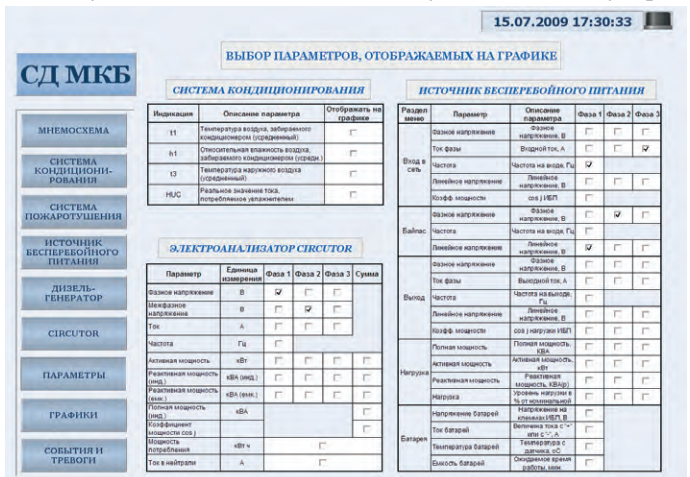 15.07.2009 17:30:33
ВЫБОР ПАРАМЕТРОВ, ОТОБРАЖАЕМЫХ НА ГРАФИКЕ
СД МКБ
МНЕМОСХЕМА
СИСТЕМА
КОНДИЦИОНИ-
РОВАНИЯ
СИСТЕМА
ПОЖАРОТУШЕНИЯ
ИСТОЧНИК
БЕСПЕРЕБОЙНОГО
ПИТАНИЯ
ДИЗЕЛЬ-
ГЕНЕРАТОР
CIRCUTOR
ПАРАМЕТРЫ
ГРАФИКИ
СОБЫТИЯ И
ТРЕВОГИ
СИСТЕМА КОНДИЦИОНИРОВАНИЯ
Индикация Описание параметра Отображать на графике
t1 Температура воздуха, забираемого кондиционером (усредненный)
h1 Относительная влажность воздуха, забираемого кондиционером (усредн.)
t3 Температура наружного воздуха (усредненный)
HUC Реальное значение тока, потребляемое увлажнителем
ЭЛЕКТРОАНАЛИЗАТОР CIRCUTOR
Параметр Единица измерения Фаза 1 Фаза 2 Фаза 3 Сумма
Фазное напряжение В
Межфазное напряжение В
Ток А
Частота Гц
Активная мощность кВт
Реактивная мощность (инд.) кВА (инд.)
Реактивная мощность (емк.) кВА (емк.)
Полная мощность кВА
Коэффициент мощности cos j
Мощность потребления кВт ч
Ток в нейтрали А
ИСТОЧНИК БЕСПЕРЕБОЙНОГО ПИТАНИЯ
Раздел меню Параметр Описание параметра Фаза 1 Фаза 2 Фаза 3
Вход в сеть
Фазное напряжение Фазное напряжение, В
Ток фазы Входной ток, А
Частота Частота на входе, Гц
Линейное напряжение Линейное напряжение, В
Коэфф. мощности cos j ИБП
Байпас
Фазное напряжение Фазное напряжение, В
Частота Частота на входе, Гц
Линейное напряжение Линейное напряжение, В
Выход
Фазное напряжение Фазное напряжение, В
Ток фазы Выходной ток, А
Частота Частота на выходе, Гц
Линейное напряжение Линейное напряжение, В
Коэфф. мощности cos j нагрузки ИБП
Нагрузка
Полная мощность Полная мощность, КВА
Активная мощность Активная мощность, кВт
Реактивная мощность Реактивная мощность, КВА(р)
Нагрузка Уровень нагрузки в % от номинальной
Батарея
Напряжение батарей Напряжение на клеммах ИБП, В
Ток батарей Величина тока с "+" или с "-", А
Температура батарей Температура с датчика, оС
Емкость батарей Ожидаемое время работы, мин.